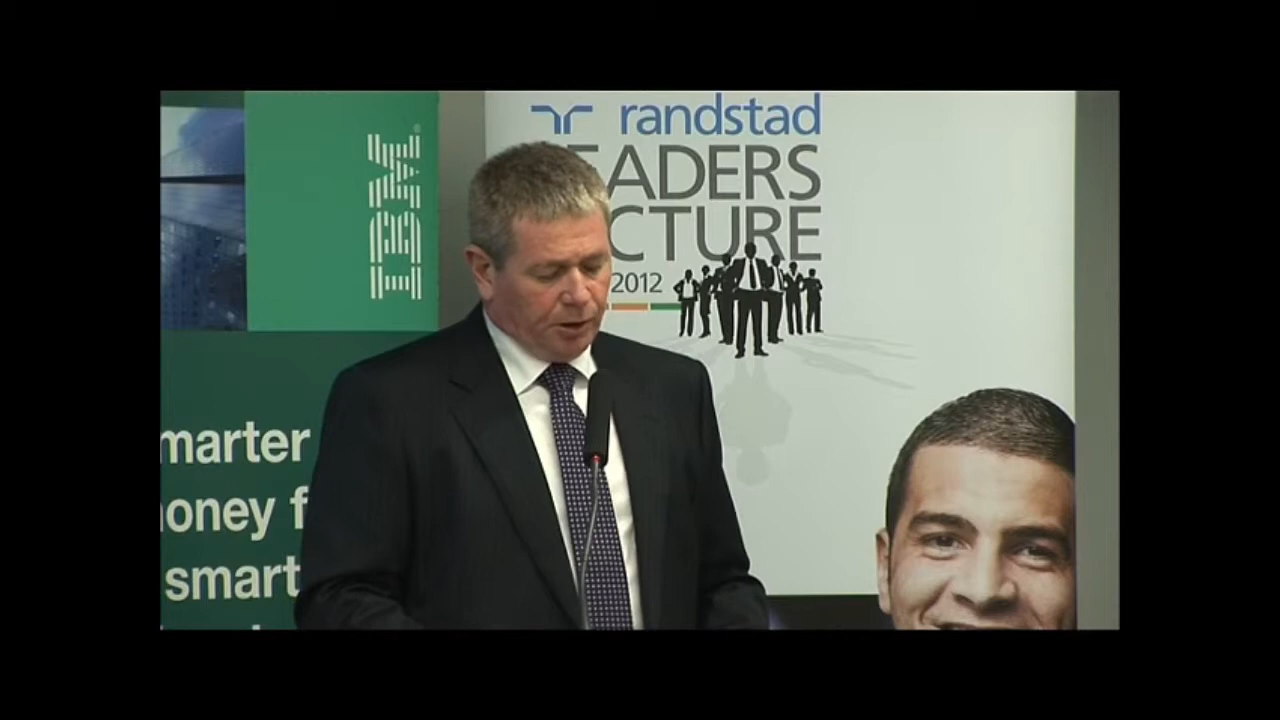 IBM
marter
oney f
smart
randstad
EADERS
CTURE
2012